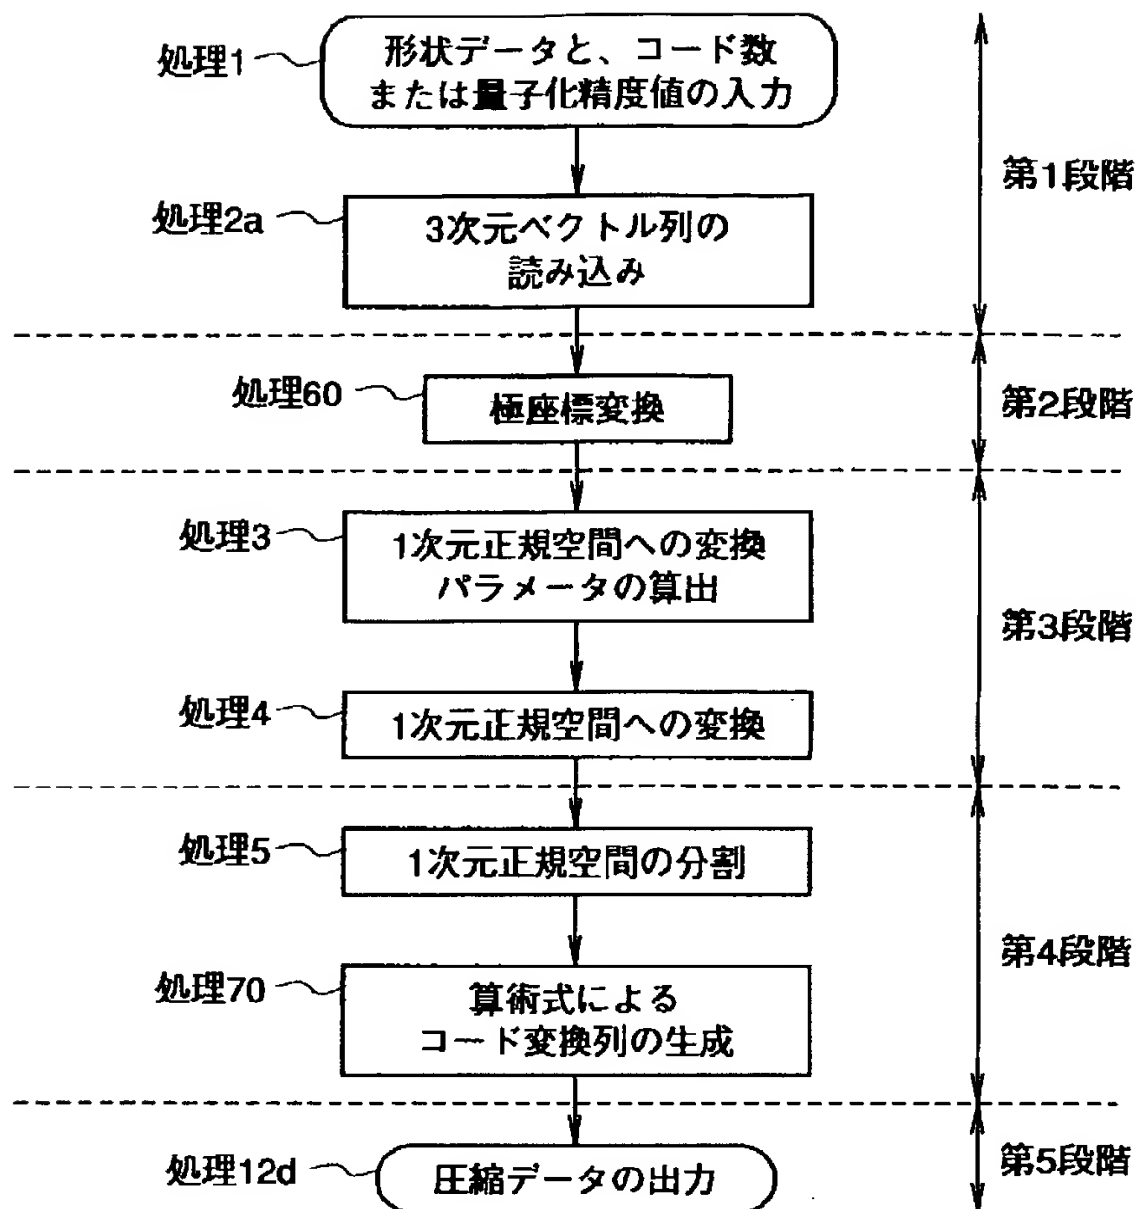 処理1
形状データと、コード数
または量子化精度値の入力
第1段階
処理2a
3次元ベクトル列の
読み込み
処理60
極座標変換
第2段階
処理3
1次元正規空間への変換
パラメータの算出
第3段階
処理4
1次元正規空間への変換
処理5
1次元正規空間の分割
第4段階
処理70
算術式による
コード変換列の生成
処理12d
圧縮データの出力
第5段階